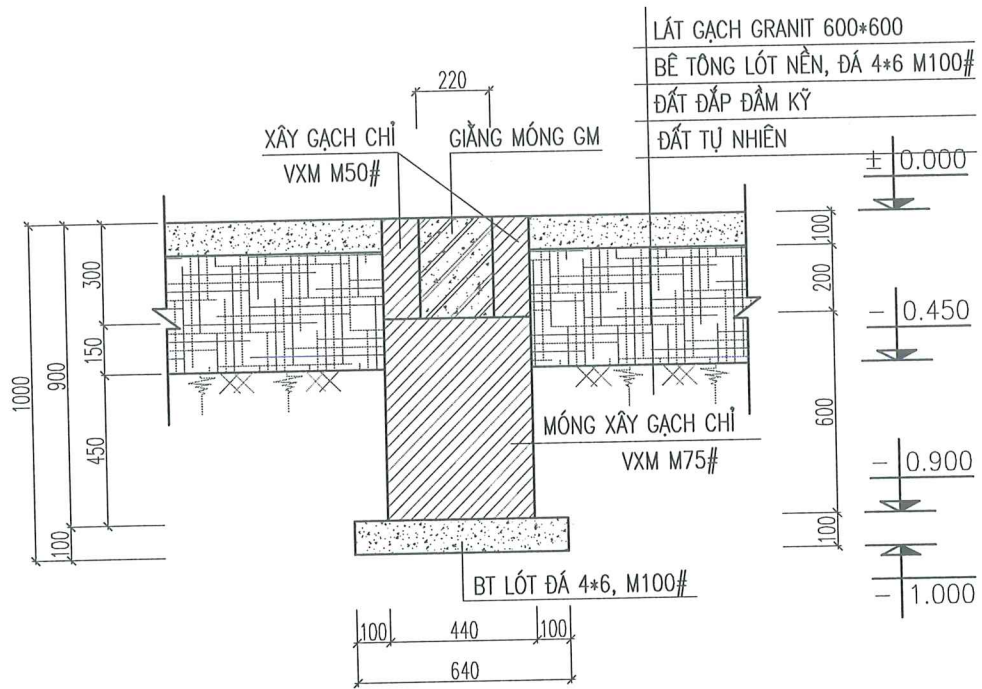 LÁT GẠCH GRANIT 600*600
BÊ TÔNG LÓT NỀN, ĐÁ 4*6 M100#
ĐẤT ĐẮP ĐẦM KỸ
ĐẤT TỰ NHIÊN
220
XÂY GẠCH CHỈ
VXM M50#
GIẰNG MÓNG GM
± 0.000
100
200
600
100
- 0.450
- 0.900
- 1.000
1000
900
300
150
450
100
MÓNG XÂY GẠCH CHỈ
VXM M75#
BT LÓT ĐÁ 4*6, M100#
100
440
100
640